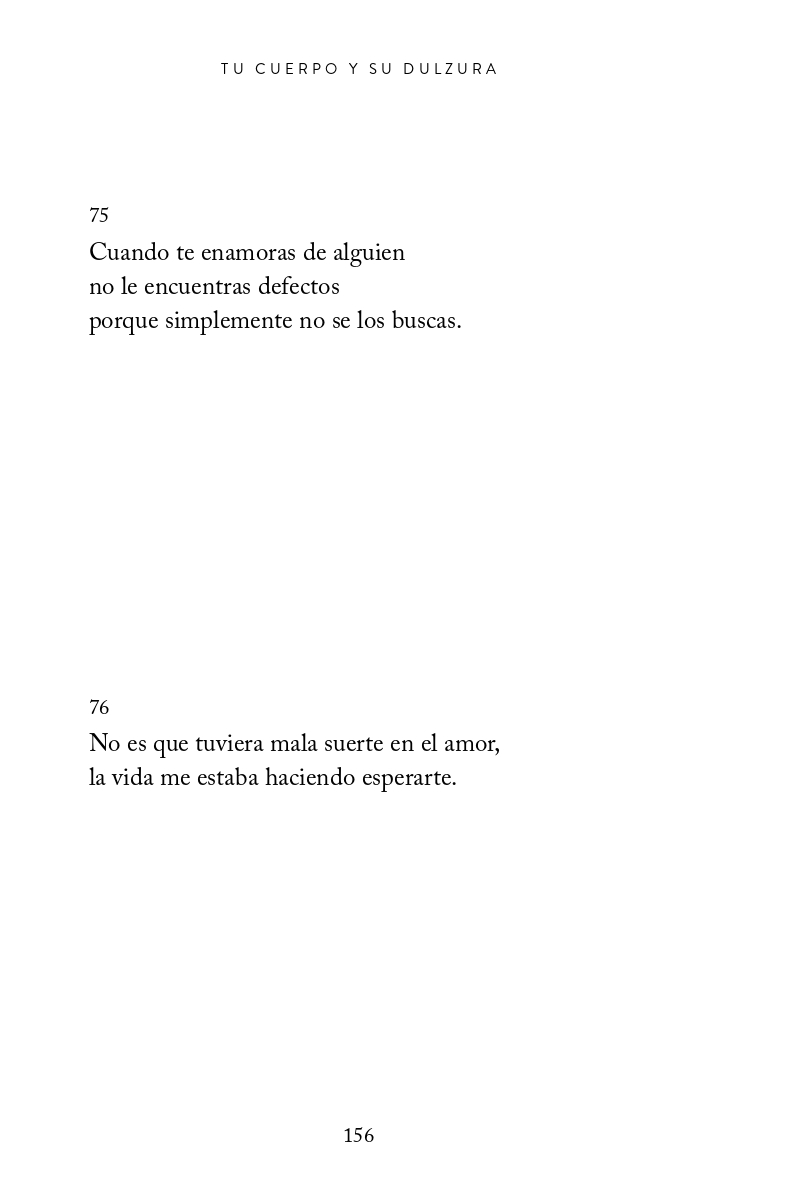 TU CUERPO Y SU DULZURA
75
Cuando te enamoras de alguien
no le encuentras defectos
porque simplemente no se los buscas.
76
No es que tuviera mala suerte en el amor,
la vida me estaba haciendo esperarte.
156